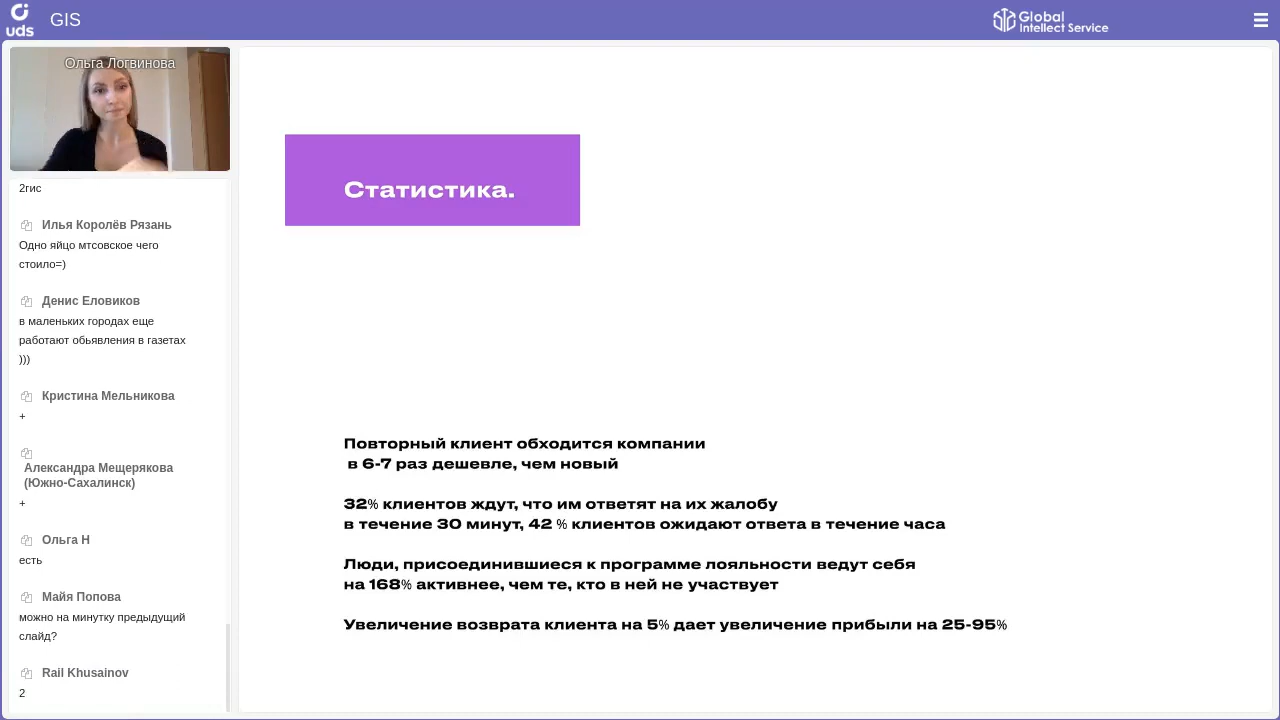 uds
GIS
Global
Intellect Service
Ольга Логвинова
2гис
Илья Королёв Рязань
Одно яйцо мтсовское чего
стоило=)
Денис Еловиков
в маленьких городах еще
работают обьявления в газетах
)))
Кристина Мельникова
+
Александра Мещерякова
(Южно-Сахалинск)
+
Ольга Н
есть
Майя Попова
можно на минутку предыдущий
слайд?
Rail Khusainov
2
Статистика.
Повторный клиент обходится компании
в 6-7 раз дешевле, чем новый
32% клиентов ждут, что им ответят на их жалобу
в течение 30 минут, 42 % клиентов ожидают ответа в течение часа
Люди, присоединившиеся к программе лояльности ведут себя
на 168% активнее, чем те, кто в ней не участвует
Увеличение возврата клиента на 5% дает увеличение прибыли на 25-95%